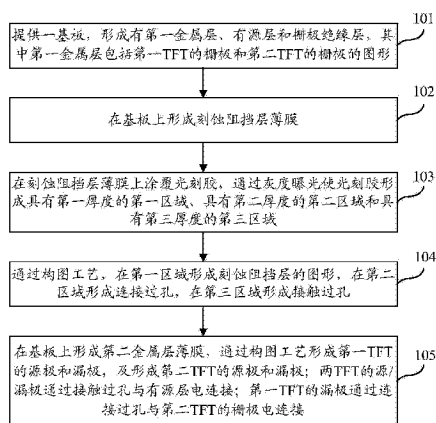 101
提供一基板，形成有第一金属层、有源层和栅极绝缘层，其
中第一金属层包括第一TFT的栅极和第二TFT的栅极的图形
102
在基板上形成刻蚀阻挡层薄膜
103
在刻蚀阻挡层薄膜上涂覆光刻胶，通过灰度曝光使光刻胶形
成具有第一厚度的第一区域、具有第二厚度的第二区域和具
有第三厚度的第三区域
104
通过构图工艺，在第一区域形成刻蚀阻挡层的图形，在第二
区域形成连接过孔，在第三区域形成接触过孔
105
在基板上形成第二金属层薄膜，通过构图工艺形成第一TFT
的源极和漏极，及形成第二TFT的源极和漏极；两TFT的源/
漏极通过接触过孔与有源层电连接；第一TFT的漏极通过连
接过孔与第二TFT的栅极电连接